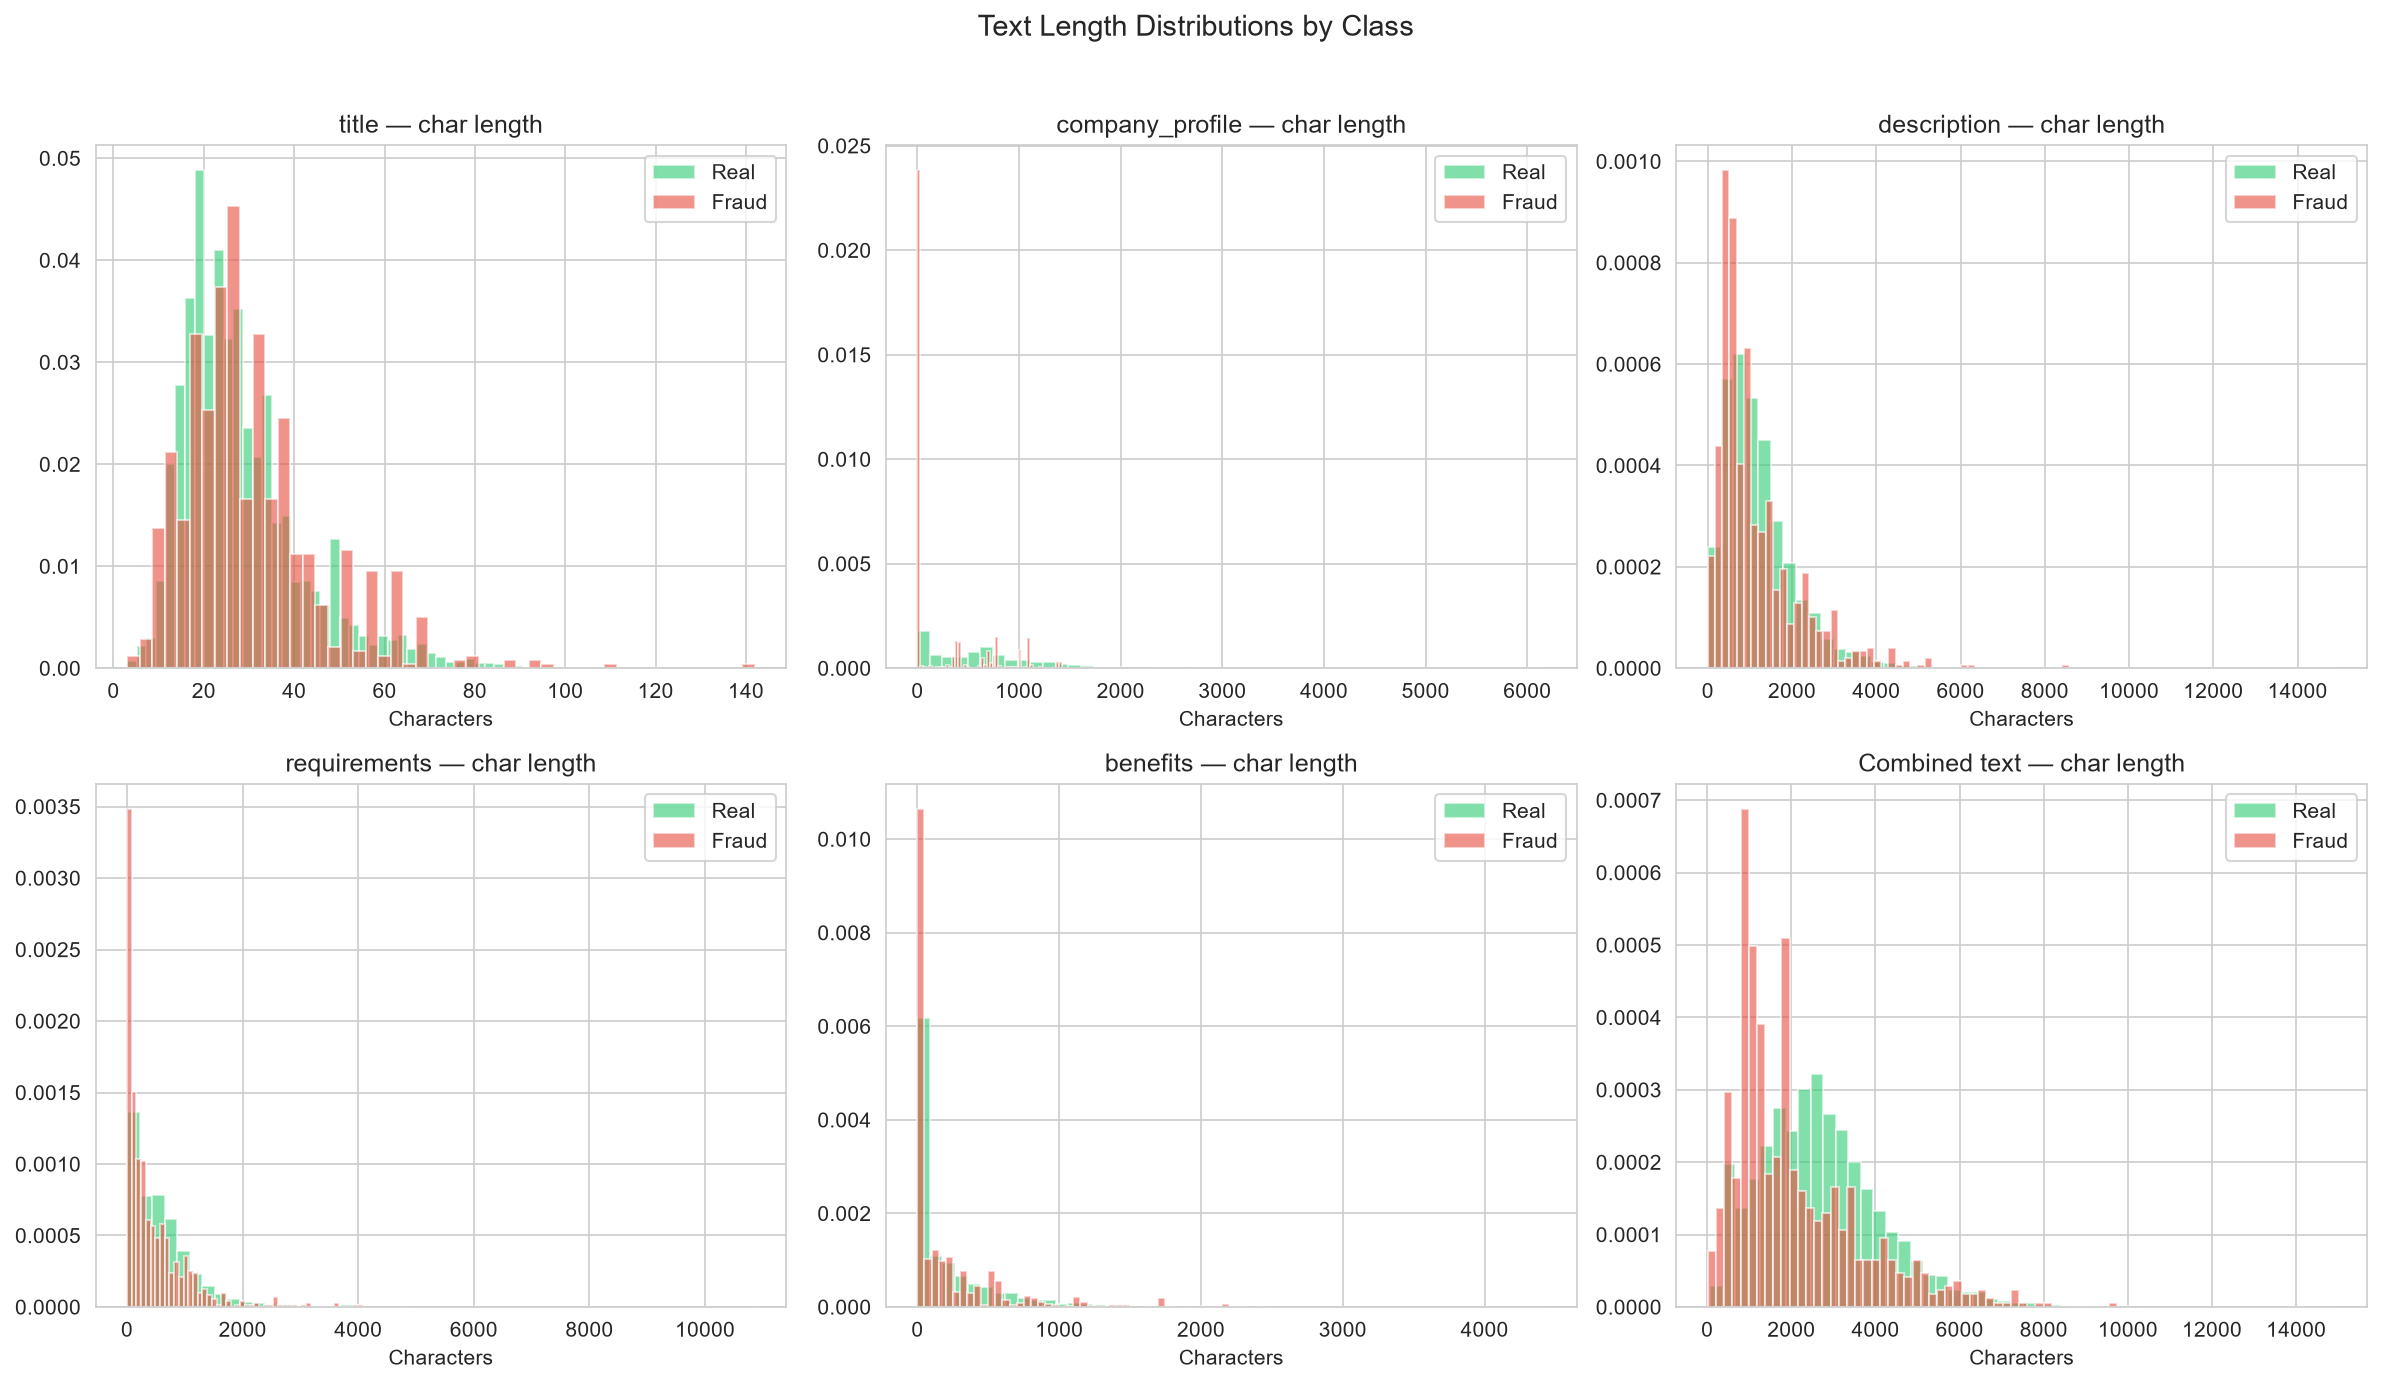 Text Length Distributions by Class
title — char length
0.05
0.04
0.03
0.02
0.01
0.00
0 20 40 60 80 100 120 140
Characters
Real
Fraud
company_profile — char length
0.025
0.020
0.015
0.010
0.005
0.000
0 1000 2000 3000 4000 5000 6000
Characters
Real
Fraud
description — char length
0.0010
0.0008
0.0006
0.0004
0.0002
0.0000
0 2000 4000 6000 8000 10000 12000 14000
Characters
Real
Fraud
requirements — char length
0.0035
0.0030
0.0025
0.0020
0.0015
0.0010
0.0005
0.0000
0 2000 4000 6000 8000 10000
Characters
Real
Fraud
benefits — char length
0.010
0.008
0.006
0.004
0.002
0.000
0 1000 2000 3000 4000
Characters
Real
Fraud
Combined text — char length
0.0007
0.0006
0.0005
0.0004
0.0003
0.0002
0.0001
0.0000
0 2000 4000 6000 8000 10000 12000 14000
Characters
Real
Fraud